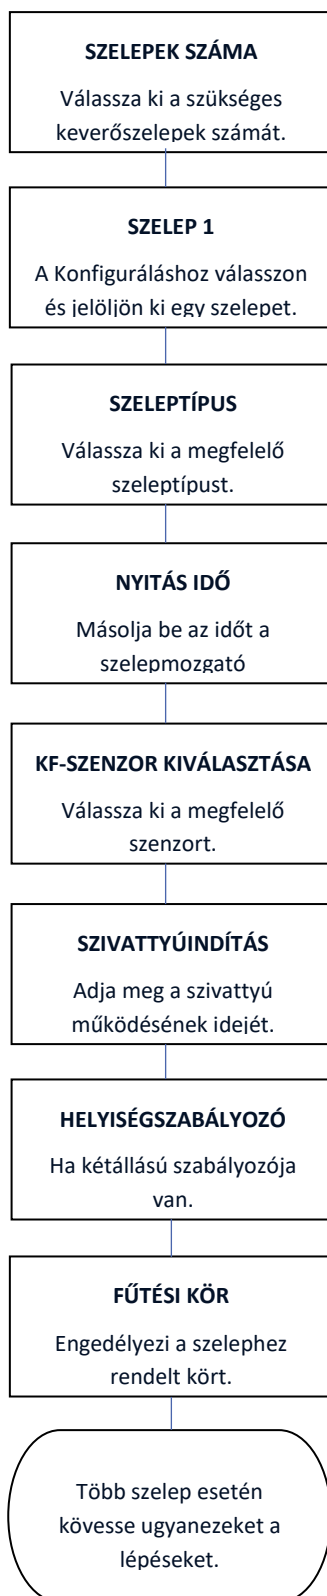 SZELEPEK SZÁMA
Válassza ki a szükséges
keverőszelepek számát.
SZELEP 1
A Konfiguráláshoz válasszon
és jelöljön ki egy szelepet.
SZELEPTÍPUS
Válassza ki a megfelelő
szeleptípust.
NYITÁS IDŐ
Másolja be az időt a
szelepmozgató
KF-SZENZOR KIVÁLASZTÁSA
Válassza ki a megfelelő
szenzort.
SZIVATTYÚINDÍTÁS
Adja meg a szivattyú
működésének idejét.
HELYISÉGSZABÁLYOZÓ
Ha kétállású szabályozója
van.
FŰTÉSI KÖR
Engedélyezi a szelephez
rendelt kört.
Több szelep esetén
kövesse ugyanezeket a
lépéseket.